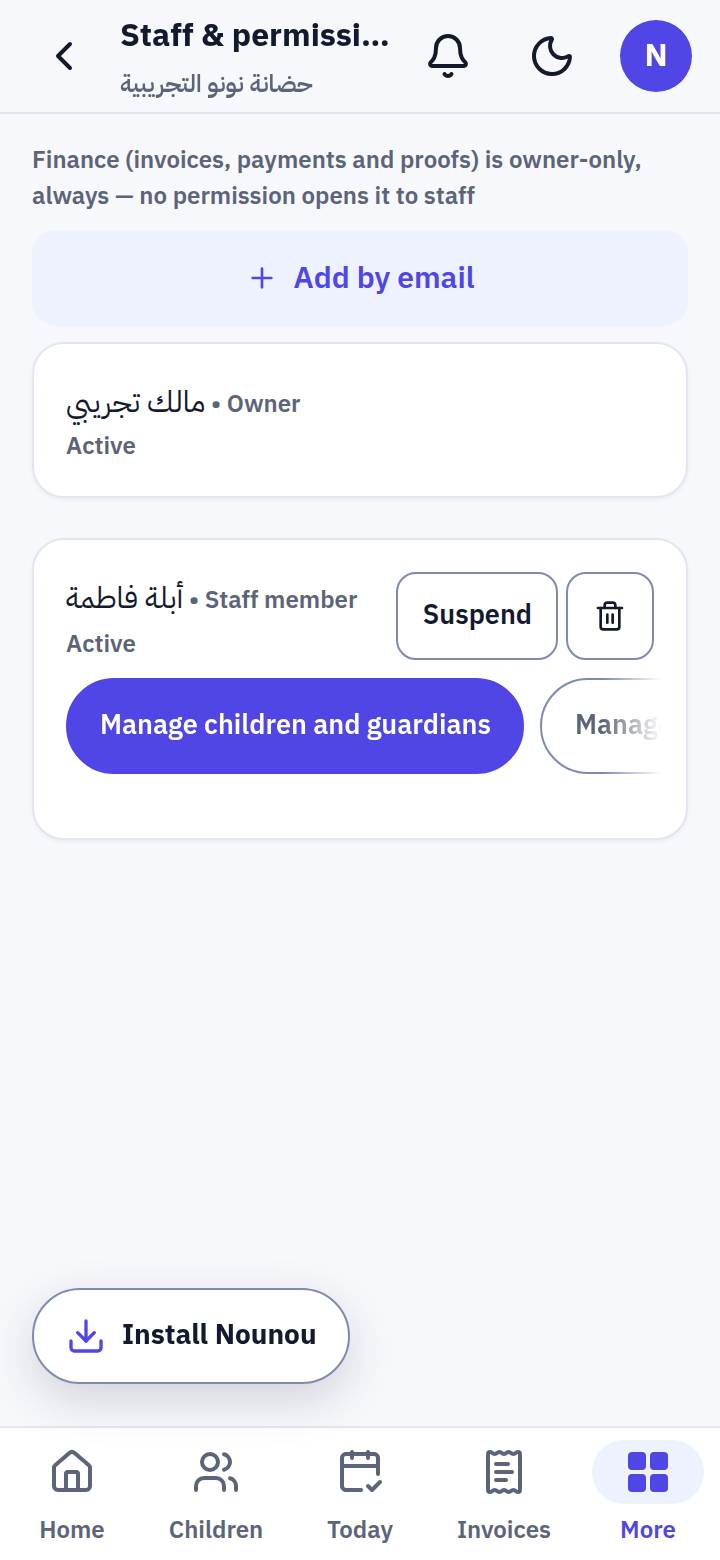 Staff & permissi...
حضانة نونو التجريبية
N
Finance (invoices, payments and proofs) is owner-only,
always — no permission opens it to staff
Add by email
مالك تجريبي • Owner
Active
أبلة فاطمة • Staff member
Active
Suspend
Manage children and guardians
Manag
Install Nounou
Home
Children
Today
Invoices
More